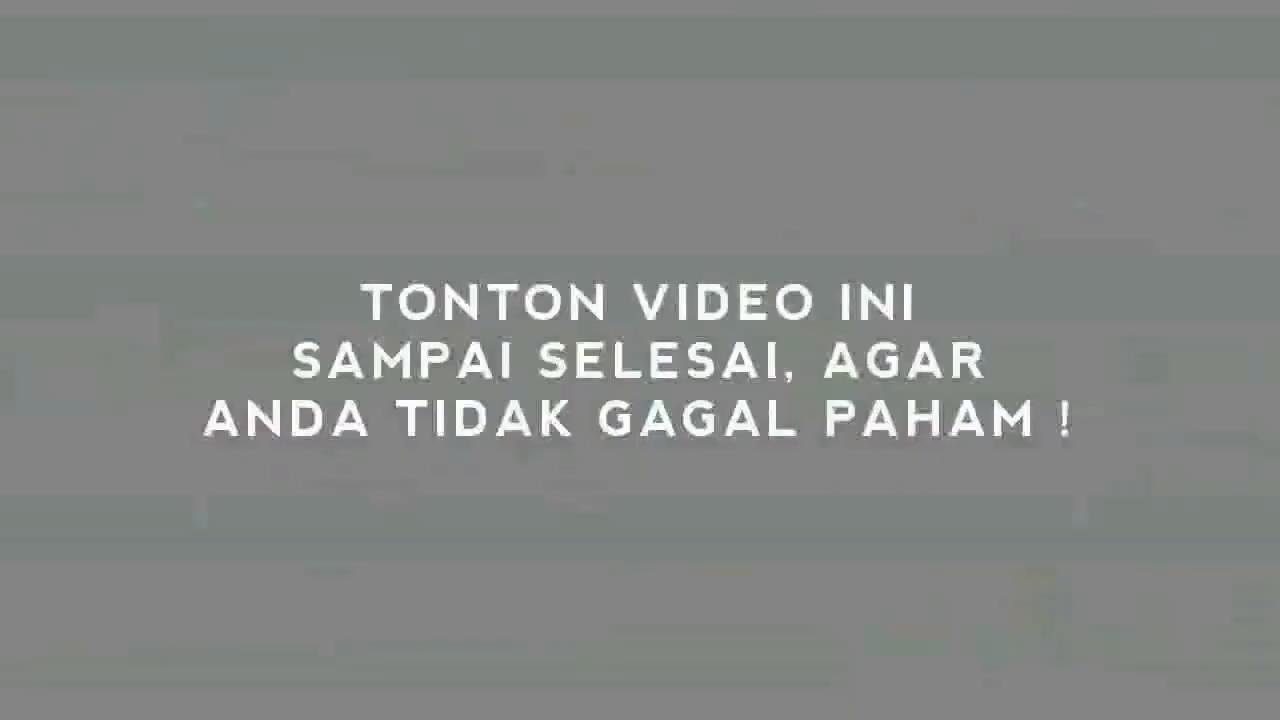 TONTON VIDEO INI
SAMPAI SELESAI, AGAR
ANDA TIDAK GAGAL PAHAM !